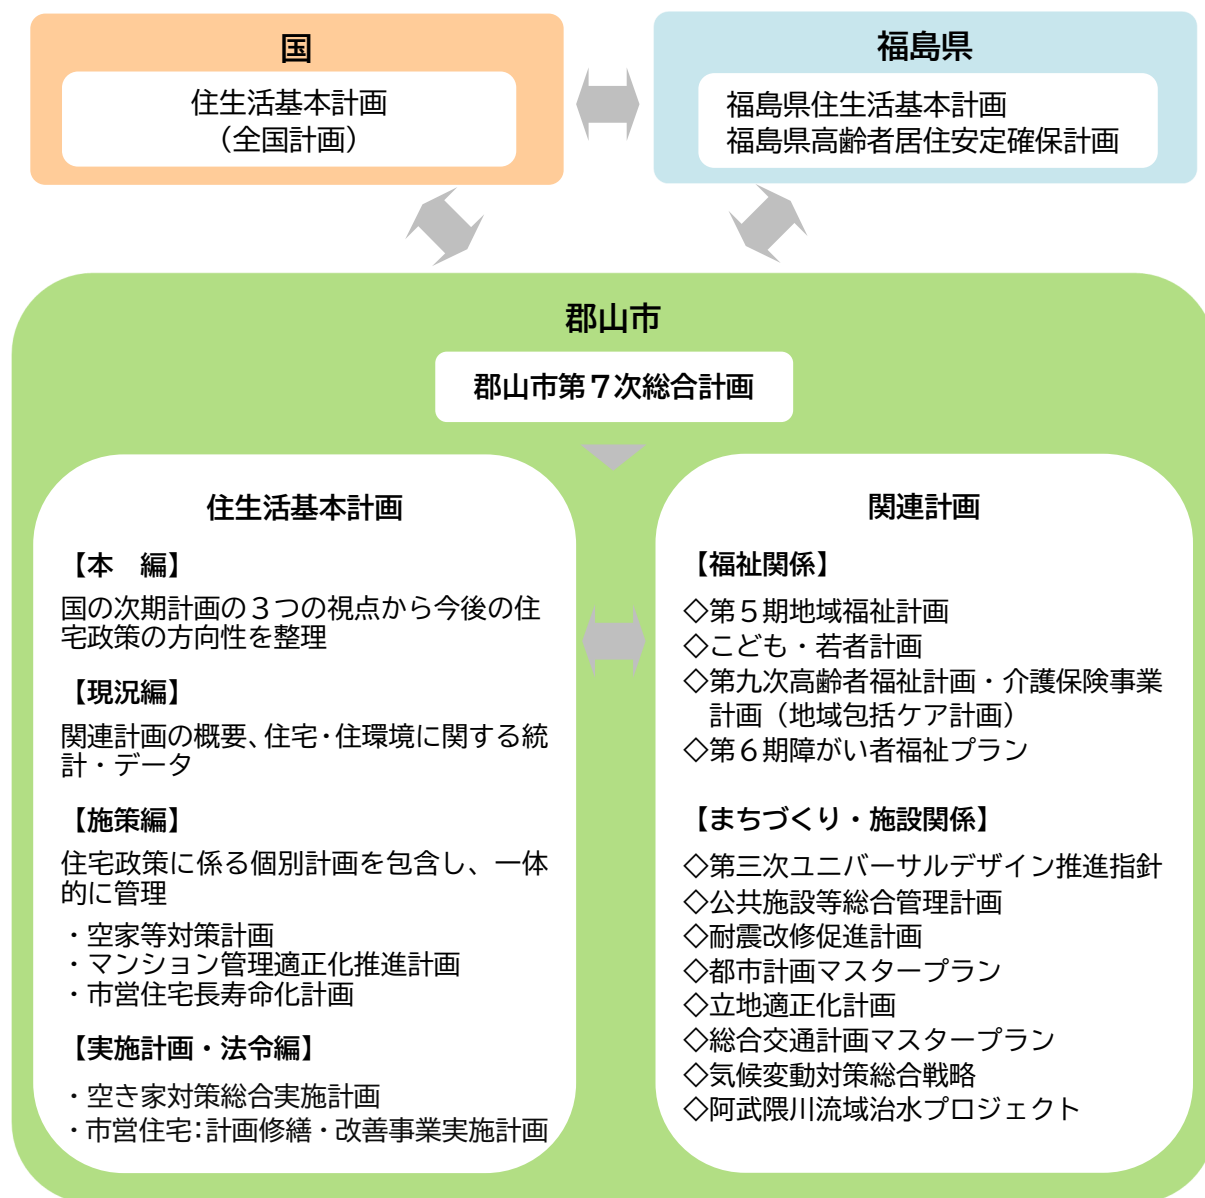 国
住生活基本計画
（全国計画）
福島県
福島県住生活基本計画
福島県高齢者居住安定確保計画
郡山市
郡山市第７次総合計画
住生活基本計画
【本　編】
国の次期計画の３つの視点から今後の住
宅政策の方向性を整理
【現況編】
関連計画の概要、住宅・住環境に関する統
計・データ
【施策編】
住宅政策に係る個別計画を包含し、一体
的に管理
・空家等対策計画
・マンション管理適正化推進計画
・市営住宅長寿命化計画
【実施計画・法令編】
・空き家対策総合実施計画
・市営住宅：計画修繕・改善事業実施計画
関連計画
【福祉関係】
◇第５期地域福祉計画
◇こども・若者計画
◇第九次高齢者福祉計画・介護保険事業
計画（地域包括ケア計画）
◇第６期障がい者福祉プラン
【まちづくり・施設関係】
◇第三次ユニバーサルデザイン推進指針
◇公共施設等総合管理計画
◇耐震改修促進計画
◇都市計画マスタープラン
◇立地適正化計画
◇総合交通計画マスタープラン
◇気候変動対策総合戦略
◇阿武隈川流域治水プロジェクト